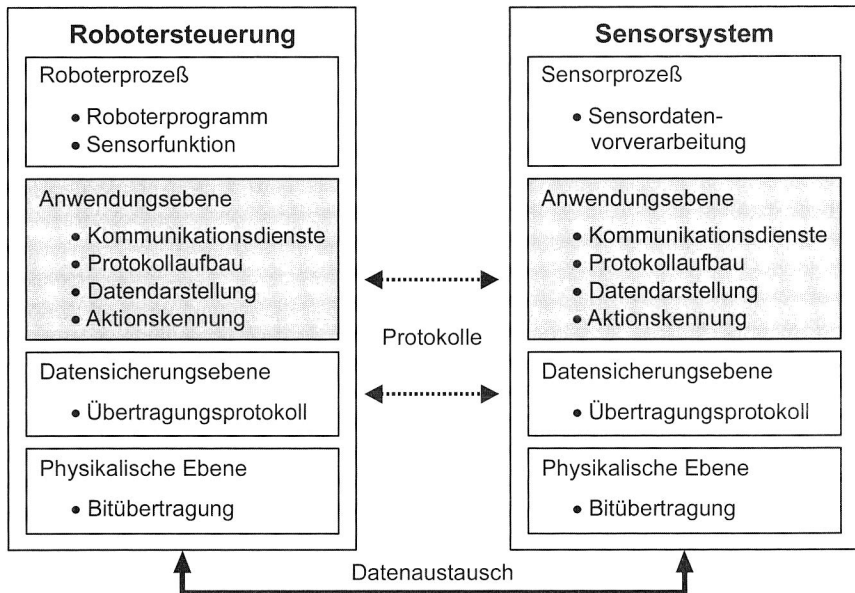 Robotersteuerung
Roboterprozeß
• Roboterprogramm
• Sensorfunktion
Anwendungsebene
• Kommunikationsdienste
• Protokollaufbau
• Datendarstellung
• Aktionskennung
Datensicherungsebene
• Übertragungsprotokoll
Physikalische Ebene
• Bitübertragung
Protokolle
Sensorsystem
Sensorprozeß
• Sensordaten-
vorverarbeitung
Anwendungsebene
• Kommunikationsdienste
• Protokollaufbau
• Datendarstellung
• Aktionskennung
Datensicherungsebene
• Übertragungsprotokoll
Physikalische Ebene
• Bitübertragung
Datenaustausch